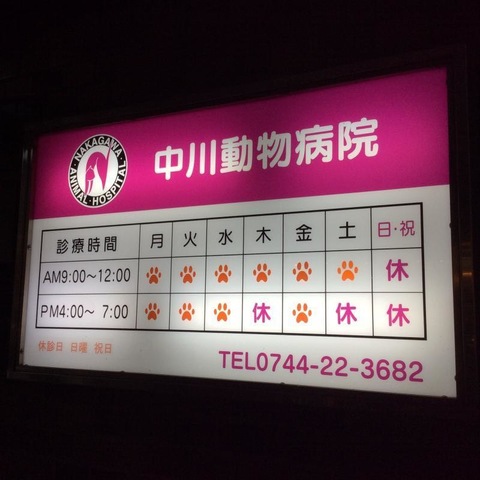 NAKAGAWA
ANIMAL・HOSPITAL
中川動物病院
診療時間 月 火 水 木 金 土 日・祝
AM9:00〜12:00 休
PM4:00〜 7:00 休 休 休
休診日 日曜 祝日
TEL0744-22-3682